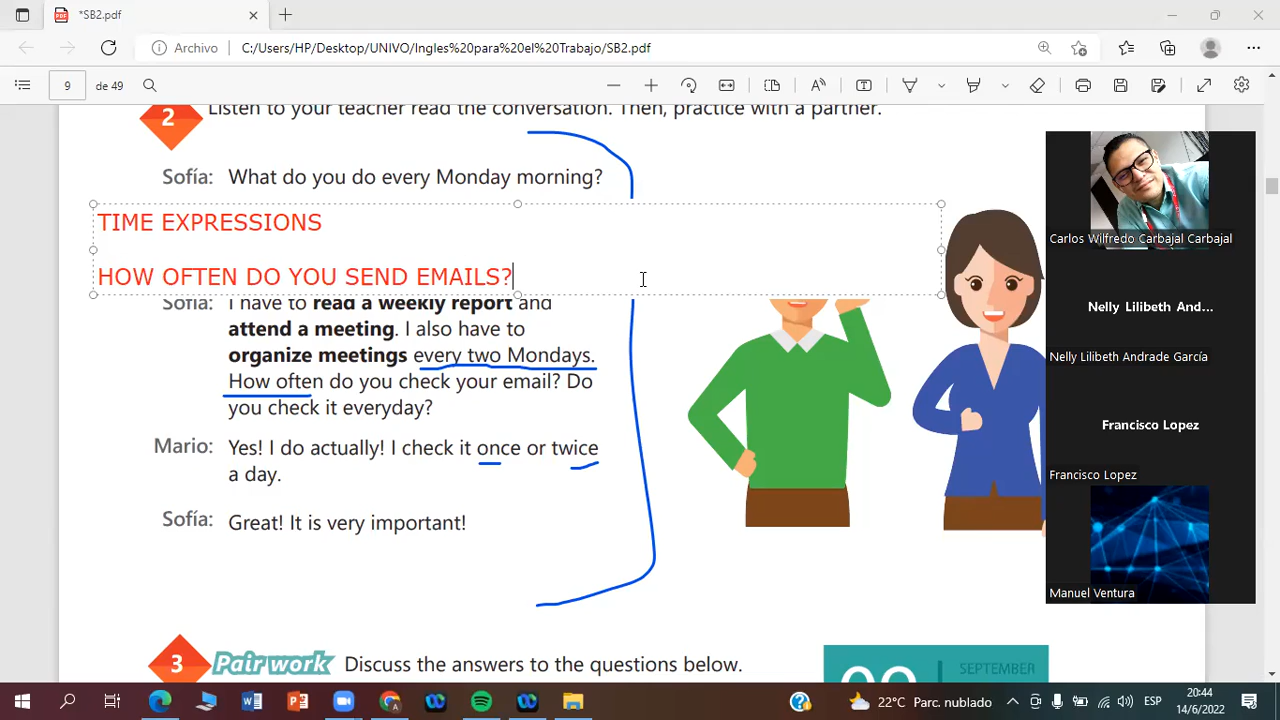 *SB2.pdf
Archivo
C:/Users/HP/Desktop/UNIVO/Ingles%20para%20el%20Trabajo/SB2.pdf
9 de 49
2 Listen to your teacher read the conversation. Then, practice with a partner.
Sofía: What do you do every Monday morning?
TIME EXPRESSIONS
HOW OFTEN DO YOU SEND EMAILS?
Sofía: I have to read a weekly report and
attend a meeting. I also have to
organize meetings every two Mondays.
How often do you check your email? Do
you check it everyday?
Mario: Yes! I do actually! I check it once or twice
a day.
Sofía: Great! It is very important!
3 Pair work Discuss the answers to the questions below.
SEPTEMBER
Carlos Wilfredo Carbajal Carbajal
Nelly Lilibeth And...
Nelly Lilibeth Andrade García
Francisco Lopez
Francisco Lopez
Manuel Ventura
22°C Parc. nublado
ESP
20:44
14/6/2022